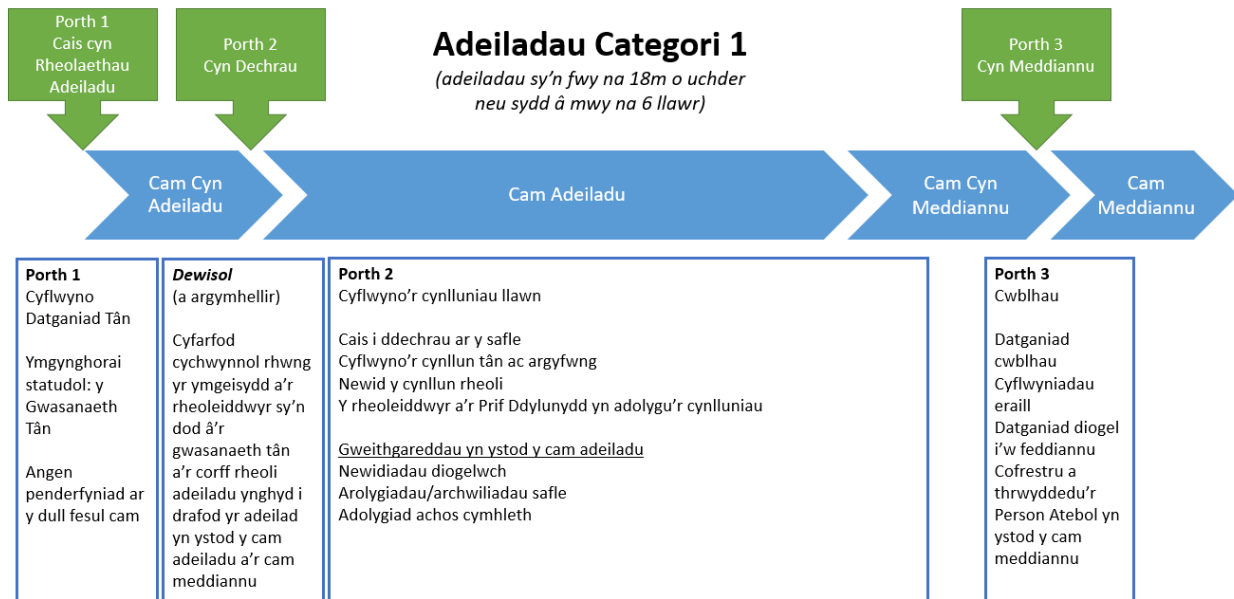 Porth 1
Cais cyn
Rheolaethau
Adeiladu
Porth 2
Cyn Dechrau
Adeiladau Categori 1
(adeiladau sy'n fwy na 18m o uchder
neu sydd â mwy na 6 llawr)
Porth 3
Cyn Meddiannu
Cam Cyn
Adeiladu
Cam Adeiladu
Cam Cyn
Meddiannu
Cam
Meddiannu
Porth 1
Cyflwyno
Datganiad Tân
Ymgynghorai
statudol: y
Gwasanaeth
Tân
Angen
penderfyniad ar
y dull fesul cam
Dewisol
(a argymhellir)
Cyfarfod
cychwynnol rhwng
yr ymgeisydd a'r
rheoleiddwyr sy'n
dod â'r
gwasanaeth tân
a'r corff rheoli
adeiladu ynghyd i
drafod yr adeilad
yn ystod y cam
adeiladu a'r cam
meddiannu
Porth 2
Cyflwyno'r cynlluniau llawn
Cais i ddechrau ar y safle
Cyflwyno'r cynllun tân ac argyfwng
Newid y cynllun rheoli
Y rheoleiddwyr a'r Prif Ddylunydd yn adolygu'r cynlluniau
Gweithgareddau yn ystod y cam adeiladu
Newidiadau diogelwch
Arolygiadau/archwiliadau safle
Adolygiad achos cymhleth
Porth 3
Cwblhau
Datganiad
cwblhau
Cyflwyniadau
eraill
Datganiad diogel
i'w feddiannu
Cofrestru a
thrwyddedu'r
Person Atebol yn
ystod y cam
meddiannu